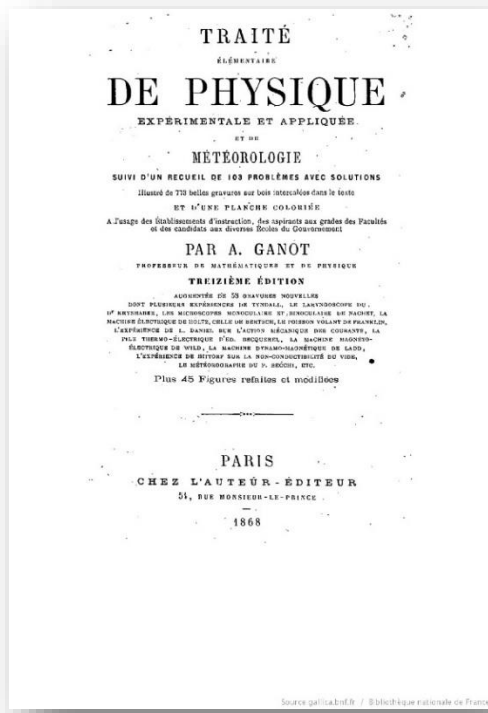 TRAITÉ
ÉLÉMENTAIRE
DE PHYSIQUE
EXPÉRIMENTALE ET APPLIQUÉE
ET DE
MÉTÉOROLOGIE
SUIVI D'UN RECUEIL DE 103 PROBLÈMES AVEC SOLUTIONS
Illustré de 773 belles gravures sur bois intercalées dans le texte
ET D'UNE PLANCHE COLORIÉE
A l'usage des Établissements d'instruction, des aspirants aux grades des Facultés
et des candidats aux diverses Écoles du Gouvernement
PAR A. GANOT
PROFESSEUR DE MATHÉMATIQUES ET DE PHYSIQUE
TREIZIÈME ÉDITION
AUGMENTÉE DE 58 GRAVURES NOUVELLES
DONT PLUSIEURS EXPÉRIENCES DE TYNDALL, LE LARYNGOSCOPE DU
Dr KRISHABER, LES MICROSCOPES MONOCULAIRE ET BINOCULAIRE DE NACHET, LA
MACHINE ÉLECTRIQUE DE HOLTZ, CELLE DE BERTSCH, LE POISSON VOLANT DE FRANKLIN,
L'EXPÉRIENCE DE L. DANIEL SUR L'ACTION MÉCANIQUE DES COURANTS, LA
PILE THERMO-ÉLECTRIQUE D'ED. BECQUEREL, LA MACHINE MAGNÉTO-
ÉLECTRIQUE DE WILD, LA MACHINE DYNAMO-MAGNÉTIQUE DE LADD,
L'EXPÉRIENCE DE HITTORF SUR LA NON-CONDUCTIBILITÉ DU VIDE,
LE MÉTÉOROGRAPHE DU P. SECCHI, ETC.
Plus 45 Figures refaites et modifiées
PARIS
CHEZ L'AUTEUR-ÉDITEUR
51, RUE MONSIEUR-LE-PRINCE
1868
Source gallica.bnf.fr / Bibliothèque nationale de France